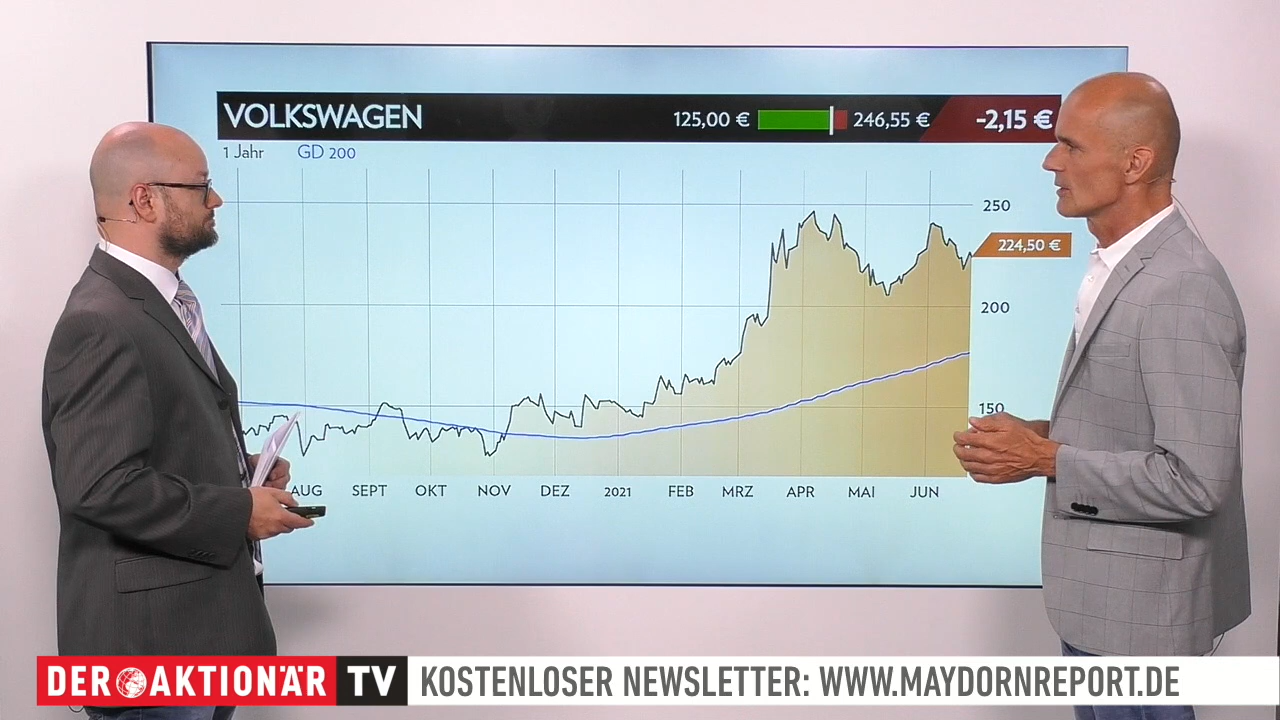 VOLKSWAGEN 125,00 € 246,55 € -2,15 €
1 Jahr GD 200
250
224,50 €
200
150
AUG SEPT OKT NOV DEZ 2021 FEB MRZ APR MAI JUN
DER AKTIONÄR TV KOSTENLOSER NEWSLETTER: WWW.MAYDORNREPORT.DE